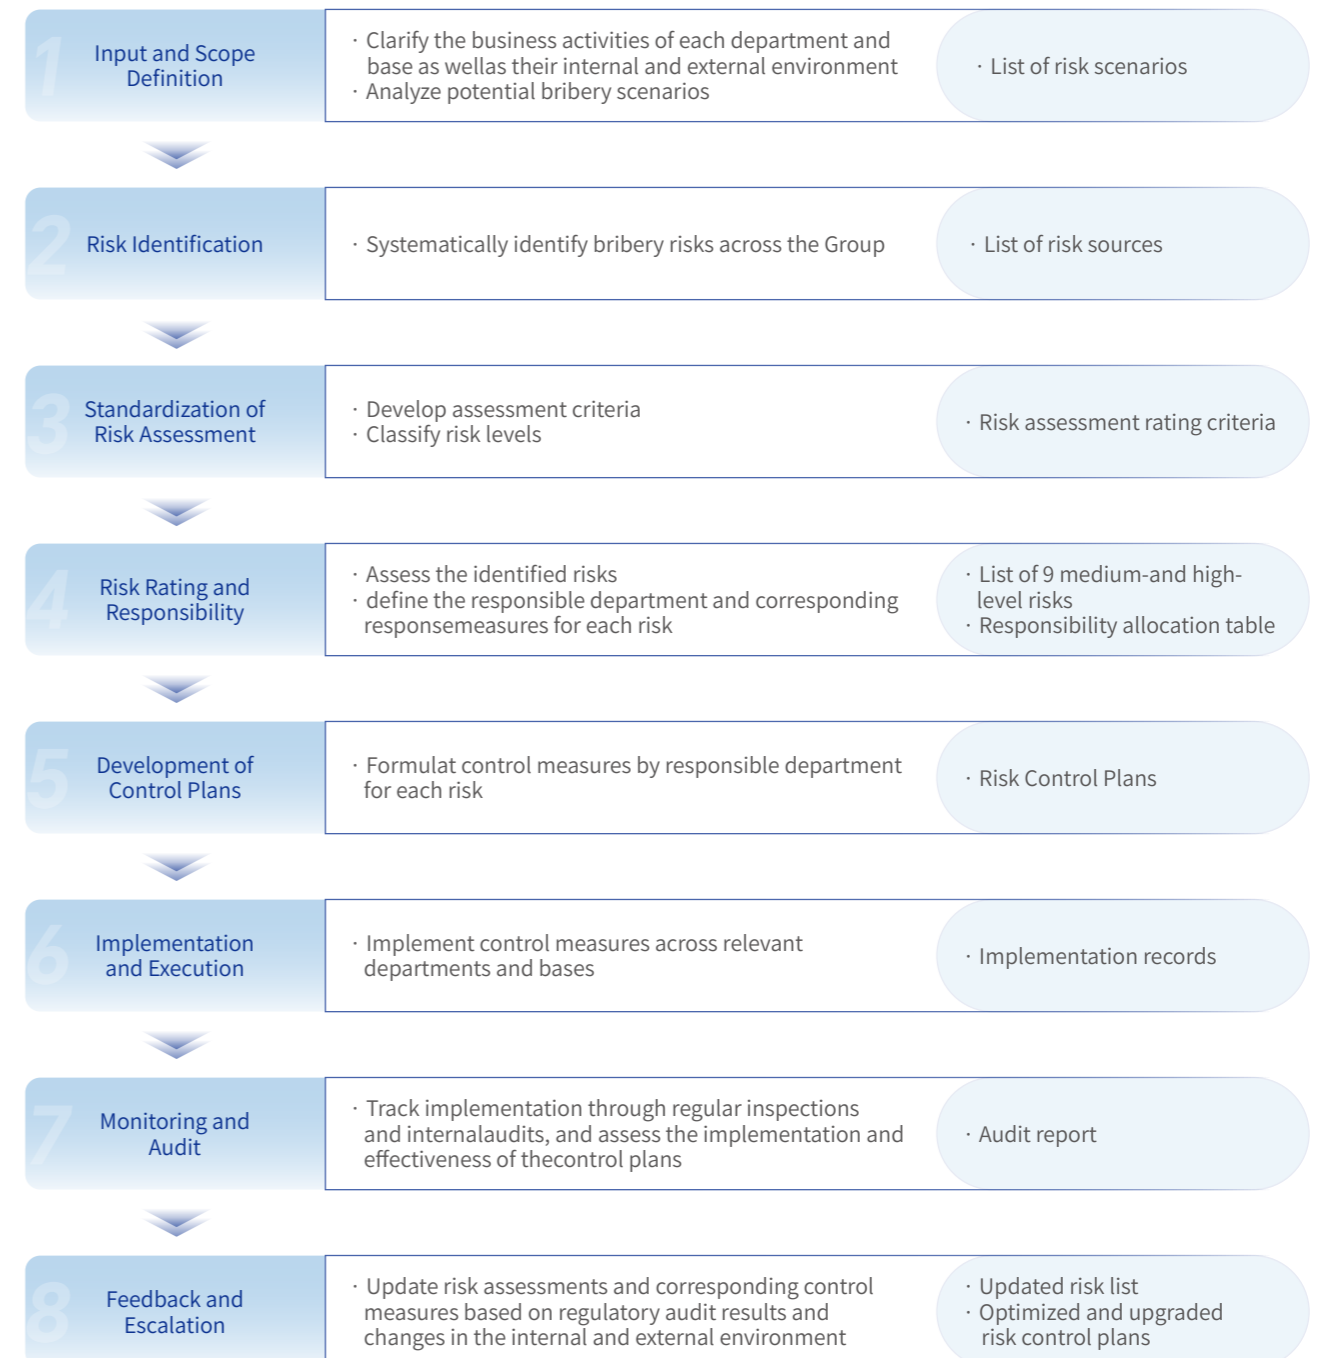 1
Input and Scope
Definition
· Clarify the business activities of each department and
base as wellas their internal and external environment
· Analyze potential bribery scenarios
· List of risk scenarios
2
Risk Identification
· Systematically identify bribery risks across the Group
· List of risk sources
3
Standardization of
Risk Assessment
· Develop assessment criteria
· Classify risk levels
· Risk assessment rating criteria
4
Risk Rating and
Responsibility
· Assess the identified risks
· define the responsible department and corresponding
responsemeasures for each risk
· List of 9 medium-and high-
level risks
· Responsibility allocation table
5
Development of
Control Plans
· Formulat control measures by responsible department
for each risk
· Risk Control Plans
6
Implementation
and Execution
· Implement control measures across relevant
departments and bases
· Implementation records
7
Monitoring and
Audit
· Track implementation through regular inspections
and internalaudits, and assess the implementation and
effectiveness of thecontrol plans
· Audit report
8
Feedback and
Escalation
· Update risk assessments and corresponding control
measures based on regulatory audit results and
changes in the internal and external environment
· Updated risk list
· Optimized and upgraded
risk control plans